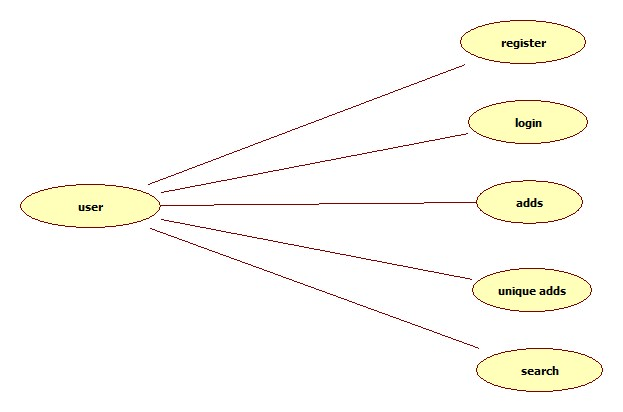 register
login
user
adds
unique adds
search